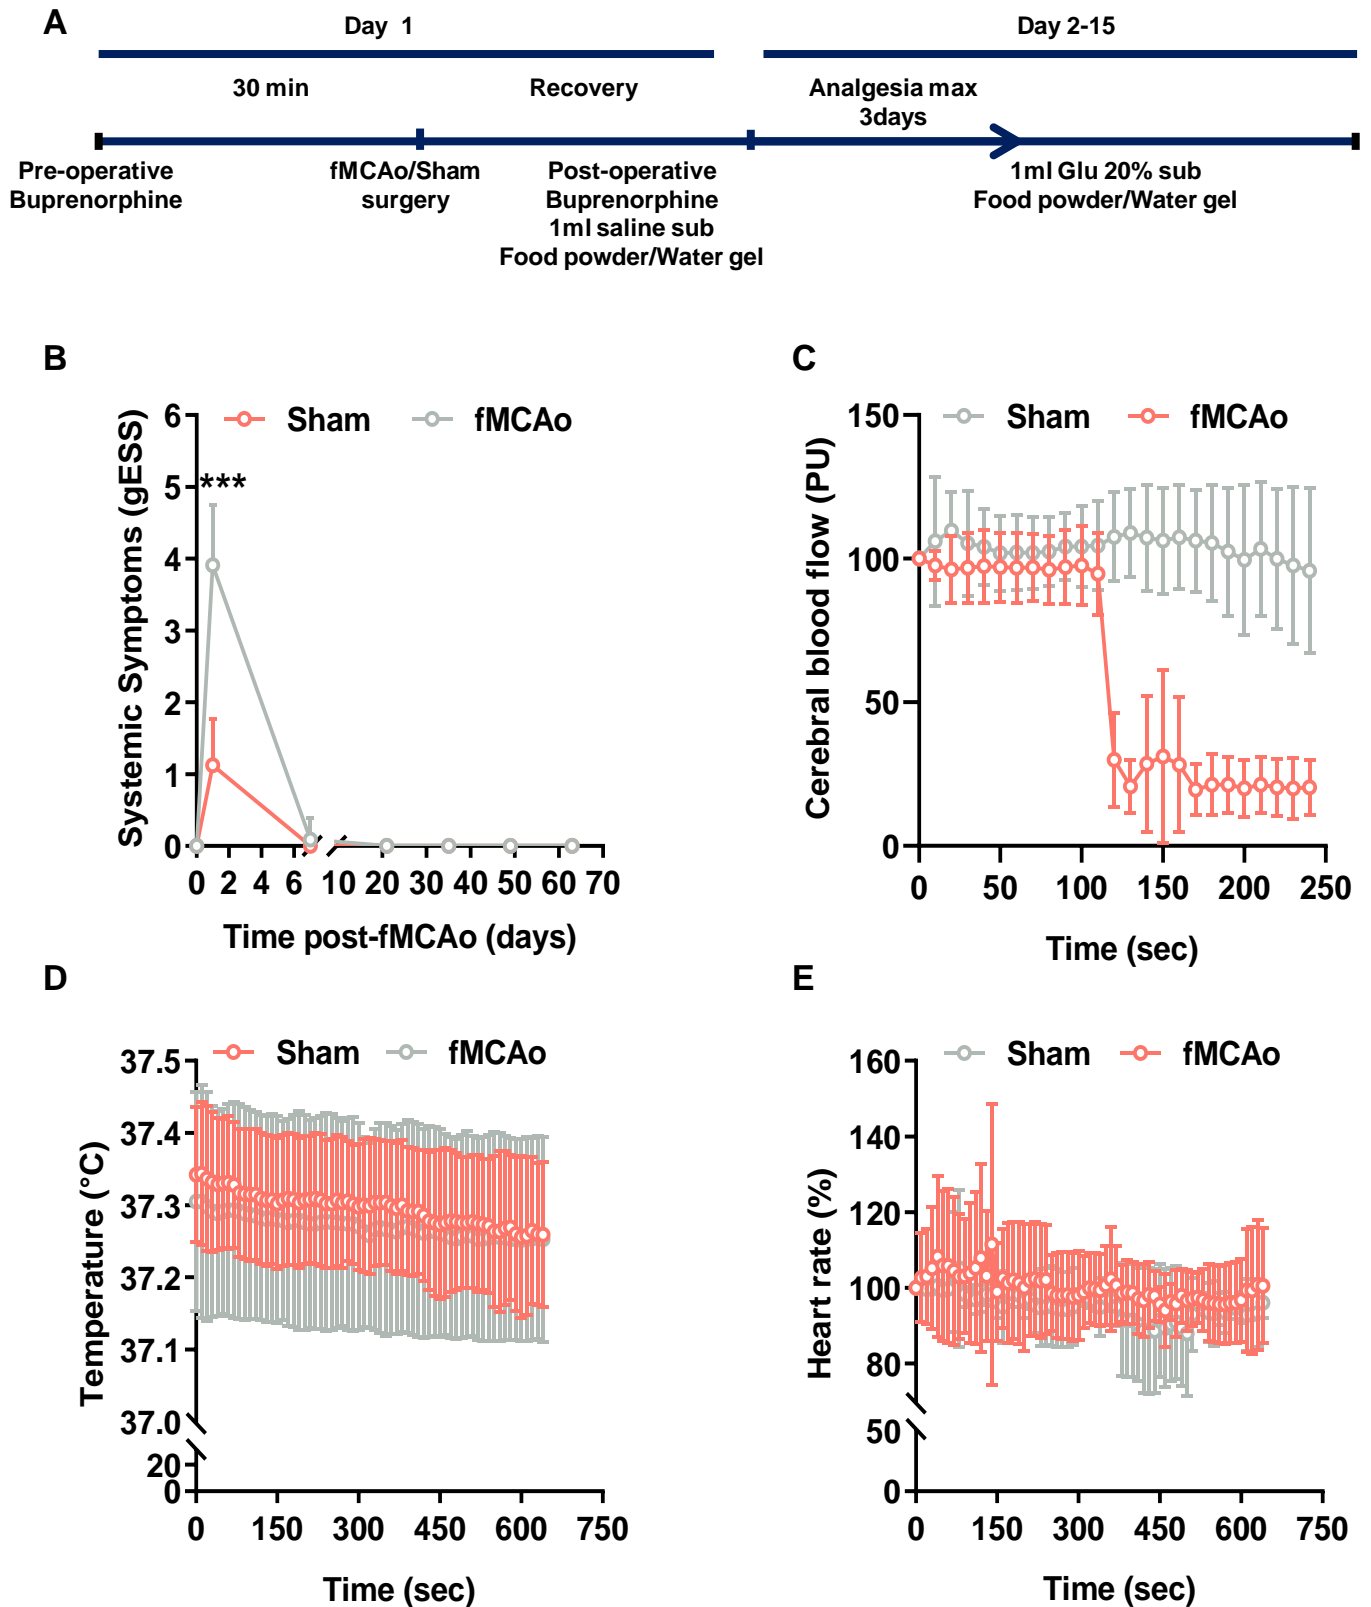 A
Day 1
Day 2-15
30 min
Recovery
Analgesia max
3days
Pre-operative
Buprenorphine
fMCAo/Sham
surgery
Post-operative
Buprenorphine
1ml saline sub
Food powder/Water gel
1ml Glu 20% sub
Food powder/Water gel
B
Sham
fMCAo
***
Systemic Symptoms (gESS)
6
5
4
3
2
1
0
0 2 4 6 10 20 30 40 50 60 70
Time post-fMCAo (days)
C
Sham
fMCAo
Cerebral blood flow (PU)
150
100
50
0
0 50 100 150 200 250
Time (sec)
D
Sham
fMCAo
Temperature (°C)
37.5
37.4
37.3
37.2
37.1
37.0
20
0
0 150 300 450 600 750
Time (sec)
E
Sham
fMCAo
Heart rate (%)
160
140
120
100
80
50
0
0 150 300 450 600 750
Time (sec)